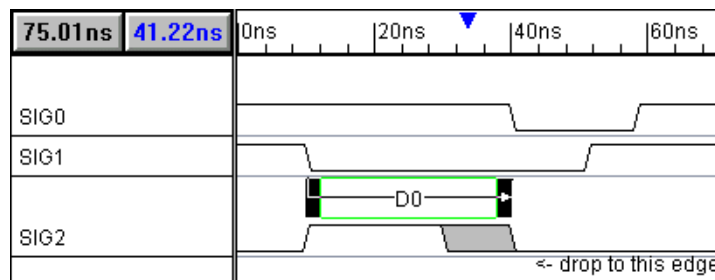 75.01ns 41.22ns 0ns 20ns 40ns 60ns
SIG0
SIG1
D0
SIG2
<- drop to this edge